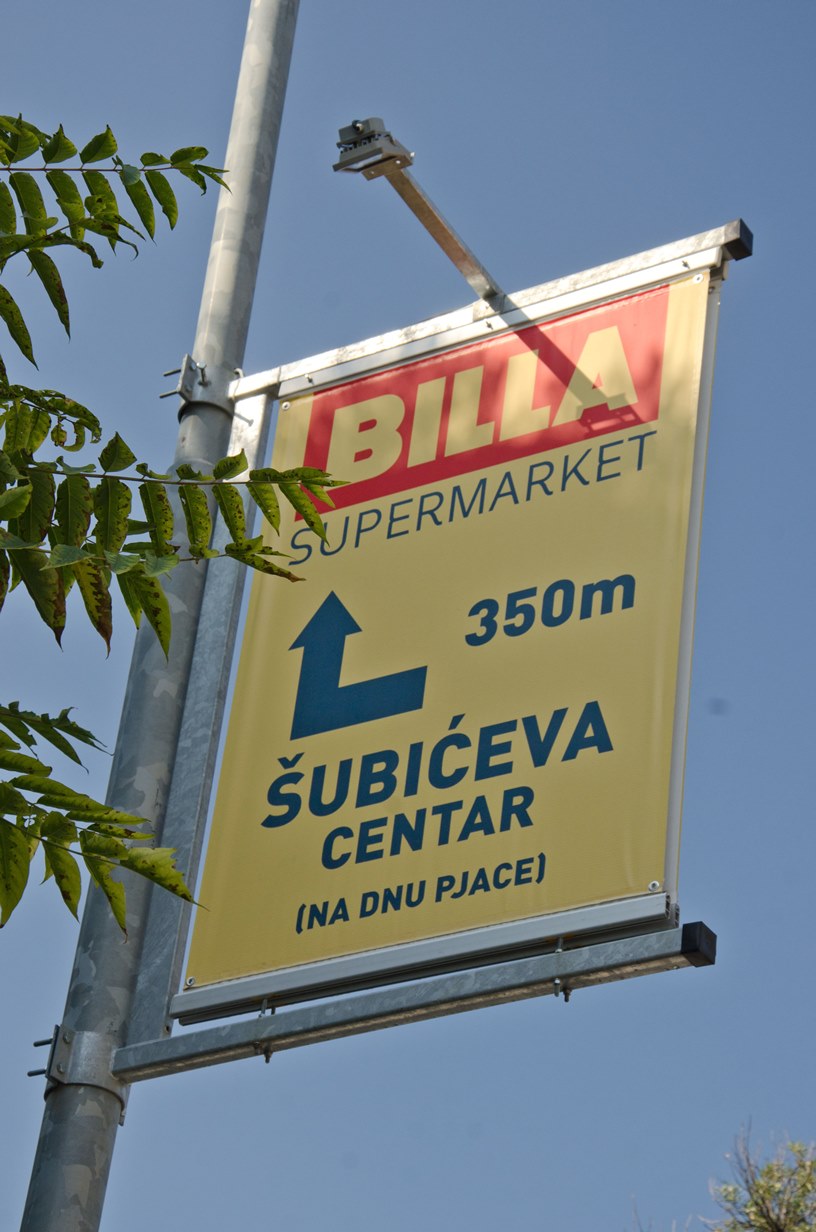 BILLA
SUPERMARKET
350m
ŠUBIĆEVA
CENTAR
(NA DNU PJACE)